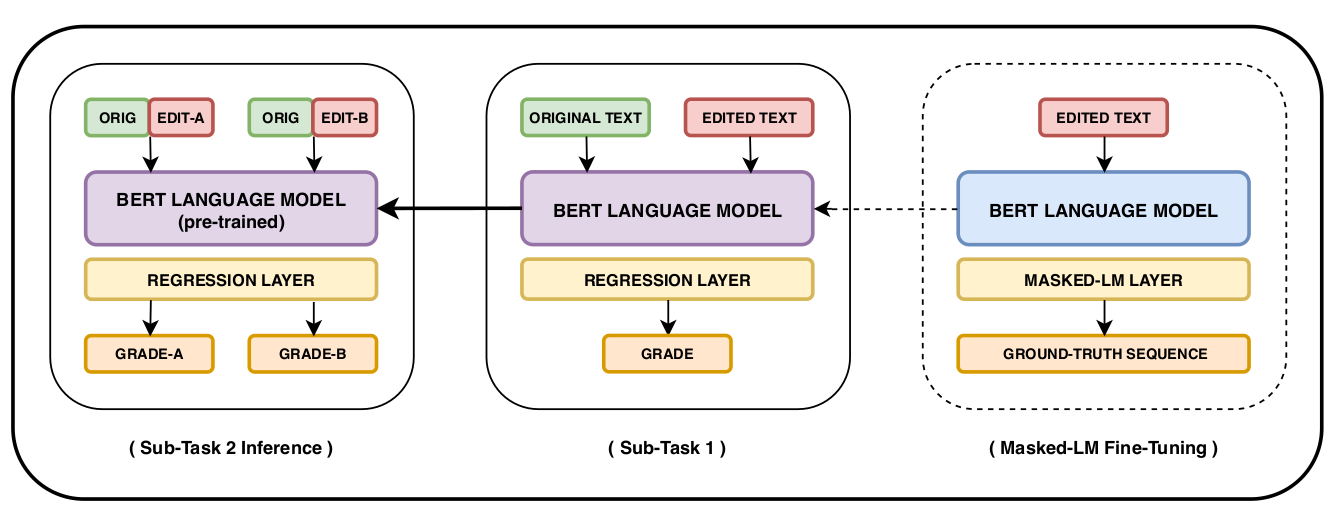 ORIG EDIT-A ORIG EDIT-B
BERT LANGUAGE MODEL
(pre-trained)
REGRESSION LAYER
GRADE-A GRADE-B
( Sub-Task 2 Inference )
ORIGINAL TEXT EDITED TEXT
BERT LANGUAGE MODEL
REGRESSION LAYER
GRADE
( Sub-Task 1 )
EDITED TEXT
BERT LANGUAGE MODEL
MASKED-LM LAYER
GROUND-TRUTH SEQUENCE
( Masked-LM Fine-Tuning )